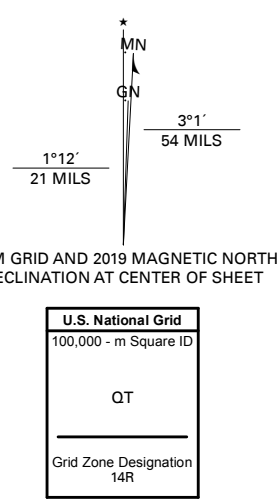 MN
GN
3°1´
54 MILS
1°12´
21 MILS
GRID AND 2019 MAGNETIC NORTH
AT CENTER OF SHEET
U.S. National Grid
100,000 - m Square ID
QT
Grid Zone Designation
14R